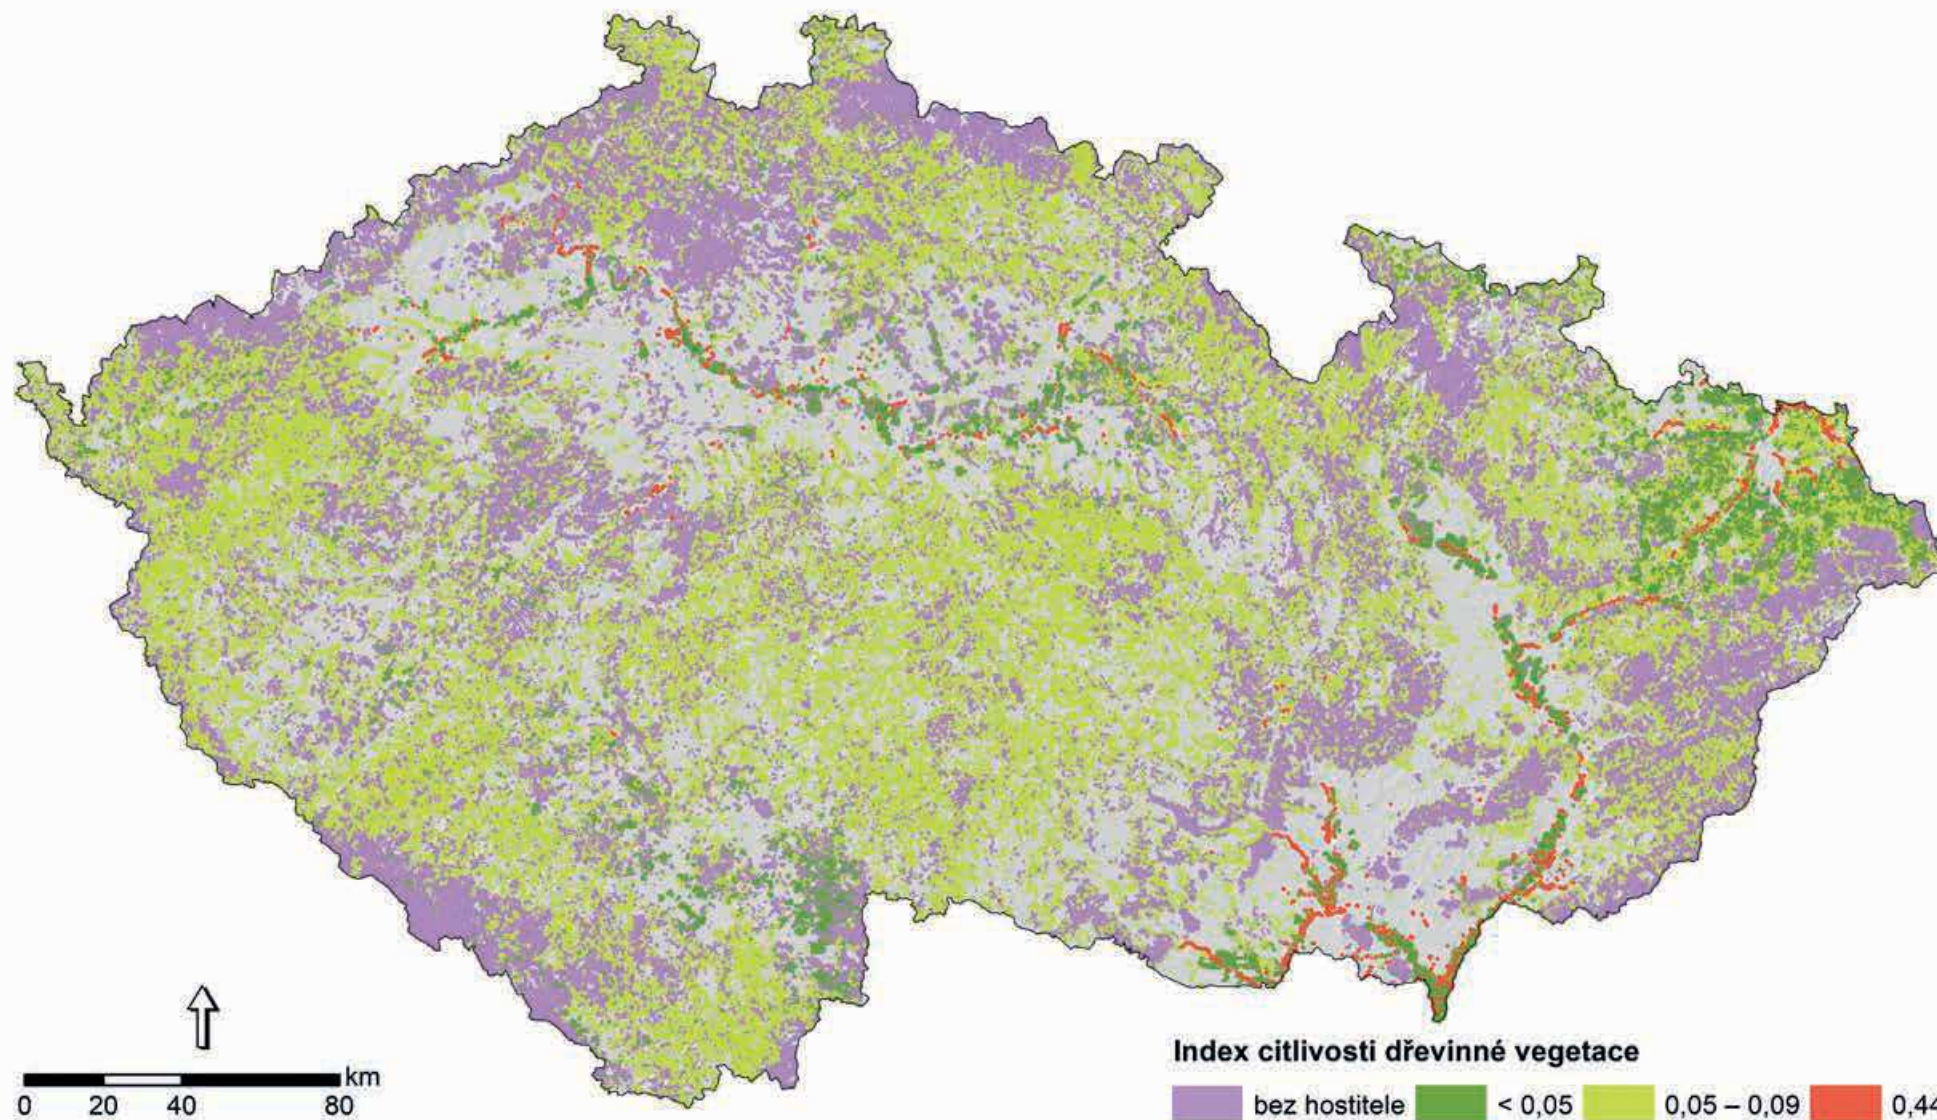 Index citlivosti dřevinné vegetace
bez hostitele < 0,05 0,05 – 0,09 0,44
km
0 20 40 80